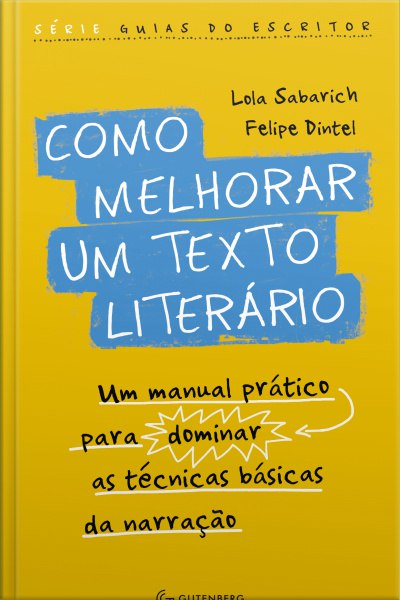 SÉRIE GUIAS DO ESCRITOR
Lola Sabarich
Felipe Dintel
COMO
MELHORAR
UM TEXTO
LITERÁRIO
Um manual prático
para dominar
as técnicas básicas
da narração
GUTENBERG